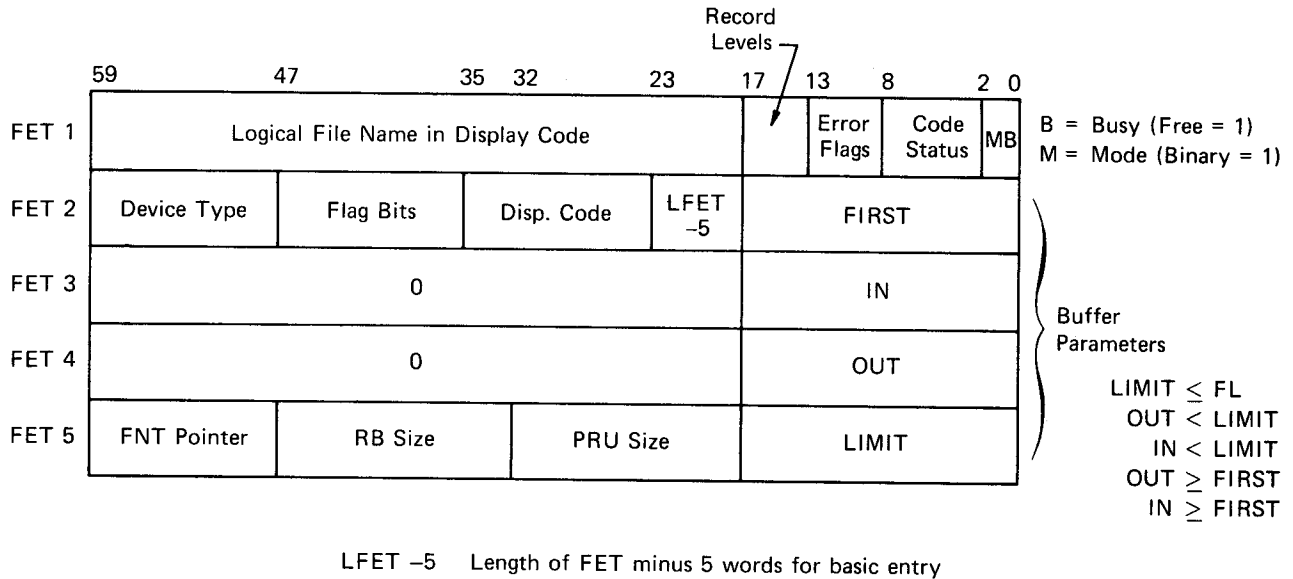 Record
Levels
59 47 35 32 23 17 13 8 2 0
FET 1 Logical File Name in Display Code Error Flags Code Status MB
B = Busy (Free = 1)
M = Mode (Binary = 1)
FET 2 Device Type Flag Bits Disp. Code LFET –5 FIRST
FET 3 0 IN
FET 4 0 OUT
FET 5 FNT Pointer RB Size PRU Size LIMIT
Buffer
Parameters
LIMIT ≤ FL
OUT < LIMIT
IN < LIMIT
OUT ≥ FIRST
IN ≥ FIRST
LFET –5 Length of FET minus 5 words for basic entry